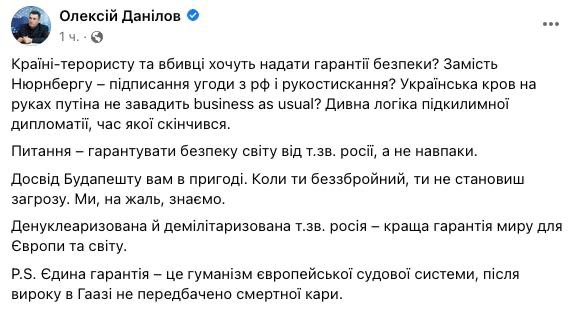 Олексій Данілов
1 ч. ·
Країні-терористу та вбивці хочуть надати гарантії безпеки? Замість
Нюрнбергу – підписання угоди з рф і рукостискання? Українська кров на
руках путіна не завадить business as usual? Дивна логіка підкилимної
дипломатії, час якої скінчився.
Питання – гарантувати безпеку світу від т.зв. росії, а не навпаки.
Досвід Будапешту вам в пригоді. Коли ти беззбройний, ти не становиш
загрозу. Ми, на жаль, знаємо.
Денуклеаризована й демілітаризована т.зв. росія – краща гарантія миру для
Європи та світу.
P.S. Єдина гарантія – це гуманізм європейської судової системи, після
вироку в Гаазі не передбачено смертної кари.